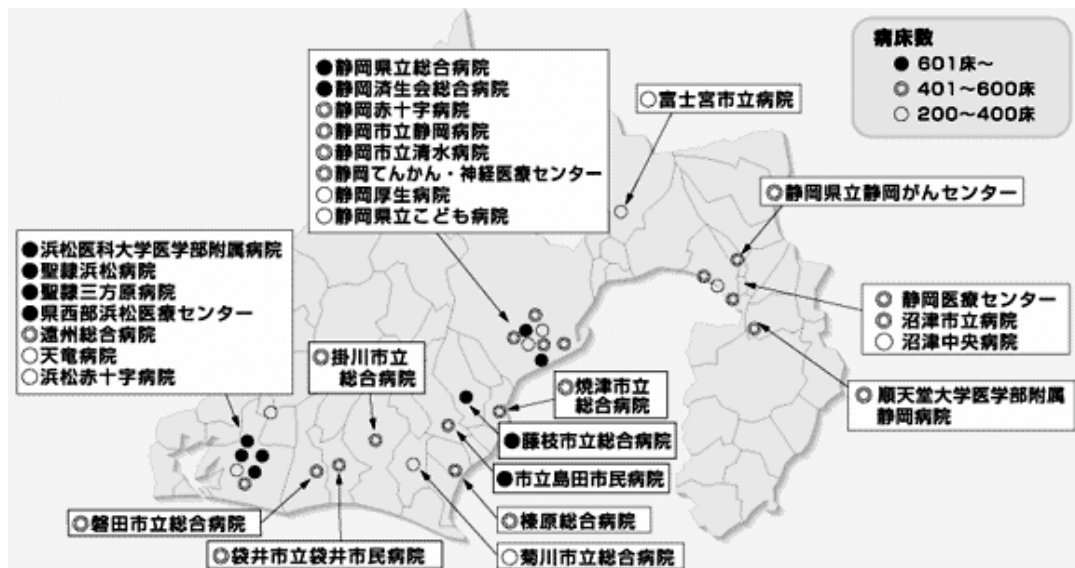 病床数
● 601床〜
◎ 401〜600床
○ 200〜400床
●静岡県立総合病院
●静岡済生会総合病院
◎静岡赤十字病院
◎静岡市立静岡病院
◎静岡市立清水病院
◎静岡てんかん・神経医療センター
○静岡厚生病院
○静岡県立こども病院
○富士宮市立病院
◎静岡県立静岡がんセンター
●浜松医科大学医学部附属病院
●聖隷浜松病院
●聖隷三方原病院
●県西部浜松医療センター
◎遠州総合病院
○天竜病院
○浜松赤十字病院
◎静岡医療センター
◎沼津市立病院
○沼津中央病院
◎掛川市立
総合病院
◎焼津市立
総合病院
◎順天堂大学医学部附属
静岡病院
●藤枝市立総合病院
●市立島田市民病院
◎磐田市立総合病院
◎榛原総合病院
◎袋井市立袋井市民病院
○菊川市立総合病院